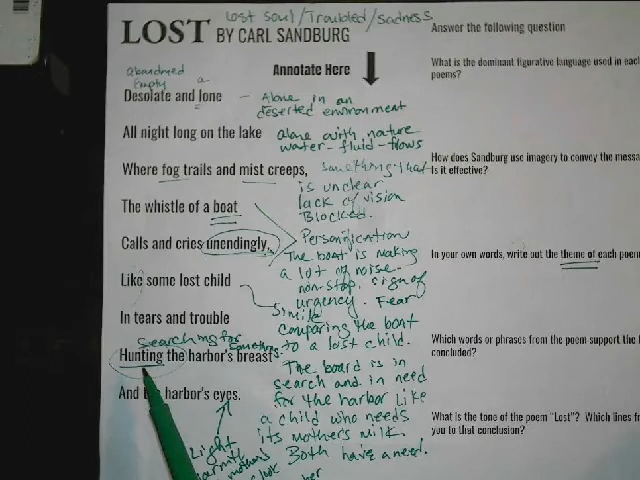 Lost soul/Troubled/sadness
LOST BY CARL SANDBURG
Annotate Here
abandoned
Empty
a
Desolate and lone
- Alone in an
deserted environment
All night long on the lake
alone with nature
water-fluid-flows
Where fog trails and mist creeps,
something that
is unclear
lack of vision
Blocked.
The whistle of a boat
Calls and cries unendingly,
Personification
The boat is making
a lot of noise
non-stop. sign of
urgency. Fear
Like some lost child
Simile
comparing the boat
to a lost child.
In tears and trouble
searching for
something
Hunting the harbor's breast
And the harbor's eyes.
The board is in
search and in need
for the harbor like
a child who needs
its mother's milk.
Both have a need.
Light
warmth
mother's
look
her
Answer the following question
What is the dominant figurative language used in each
poems?
How does Sandburg use imagery to convey the messa
Is it effective?
In your own words, write out the theme of each poem
Which words or phrases from the poem support the
concluded?
What is the tone of the poem "Lost"? Which lines f
you to that conclusion?